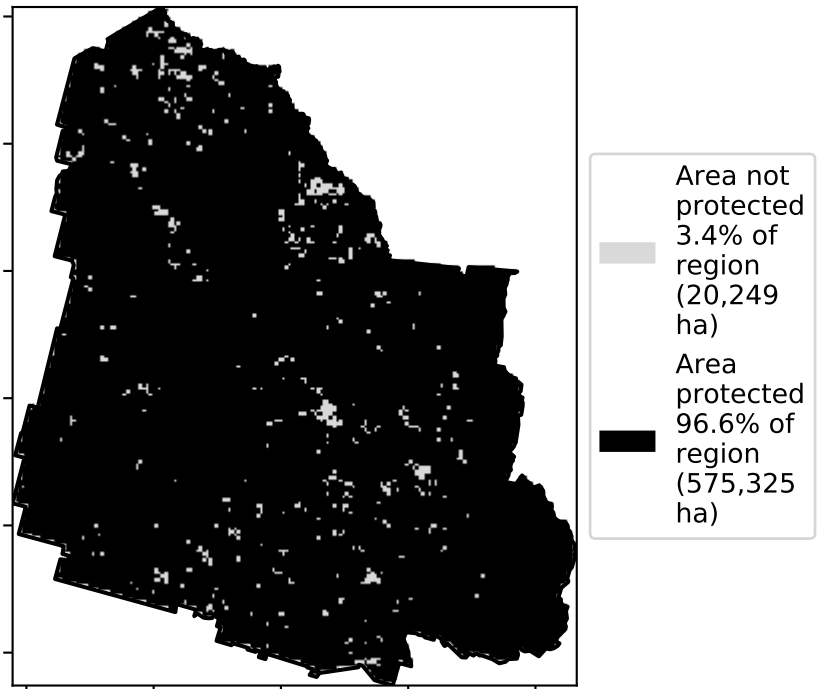 Area not
protected
3.4% of
region
(20,249
ha)
Area
protected
96.6% of
region
(575,325
ha)